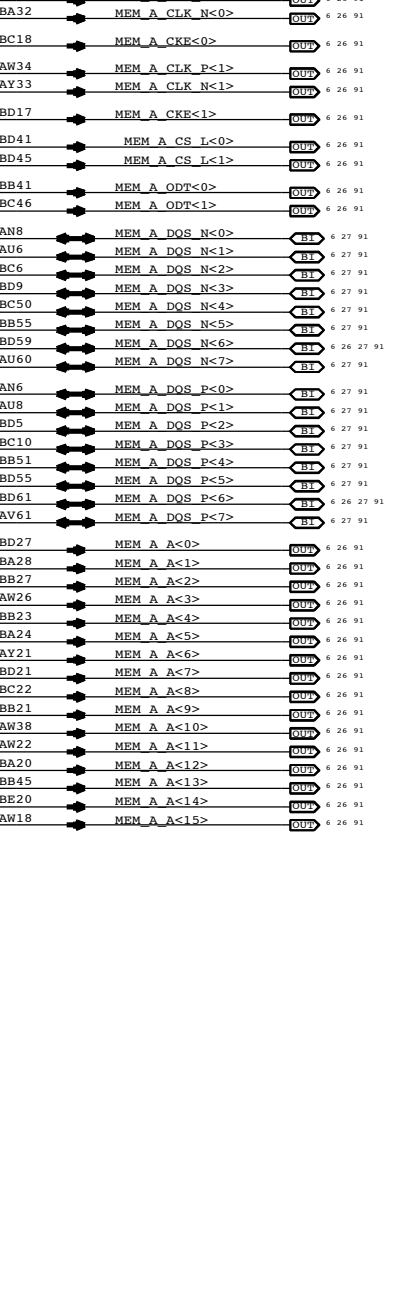 BA32 MEM_A_CLK_N<0> OUT 6 26 91
BC18 MEM_A_CKE<0> OUT 6 26 91
AW34 MEM_A_CLK_P<1> OUT 6 26 91
AY33 MEM_A_CLK_N<1> OUT 6 26 91
BD17 MEM_A_CKE<1> OUT 6 26 91
BD41 MEM_A_CS_L<0> OUT 6 26 91
BD45 MEM_A_CS_L<1> OUT 6 26 91
BB41 MEM_A_ODT<0> OUT 6 26 91
BC46 MEM_A_ODT<1> OUT 6 26 91
AN8 MEM_A_DQS_N<0> BI 6 27 91
AU6 MEM_A_DQS_N<1> BI 6 27 91
BC6 MEM_A_DQS_N<2> BI 6 27 91
BD9 MEM_A_DQS_N<3> BI 6 27 91
BC50 MEM_A_DQS_N<4> BI 6 27 91
BB55 MEM_A_DQS_N<5> BI 6 27 91
BD59 MEM_A_DQS_N<6> BI 6 26 27 91
AU60 MEM_A_DQS_N<7> BI 6 27 91
AN6 MEM_A_DQS_P<0> BI 6 27 91
AU8 MEM_A_DQS_P<1> BI 6 27 91
BD5 MEM_A_DQS_P<2> BI 6 27 91
BC10 MEM_A_DQS_P<3> BI 6 27 91
BB51 MEM_A_DQS_P<4> BI 6 27 91
BD55 MEM_A_DQS_P<5> BI 6 27 91
BD61 MEM_A_DQS_P<6> BI 6 26 27 91
AV61 MEM_A_DQS_P<7> BI 6 27 91
BD27 MEM_A_A<0> OUT 6 26 91
BA28 MEM_A_A<1> OUT 6 26 91
BB27 MEM_A_A<2> OUT 6 26 91
AW26 MEM_A_A<3> OUT 6 26 91
BB23 MEM_A_A<4> OUT 6 26 91
BA24 MEM_A_A<5> OUT 6 26 91
AY21 MEM_A_A<6> OUT 6 26 91
BD21 MEM_A_A<7> OUT 6 26 91
BC22 MEM_A_A<8> OUT 6 26 91
BB21 MEM_A_A<9> OUT 6 26 91
AW38 MEM_A_A<10> OUT 6 26 91
AW22 MEM_A_A<11> OUT 6 26 91
BA20 MEM_A_A<12> OUT 6 26 91
BB45 MEM_A_A<13> OUT 6 26 91
BE20 MEM_A_A<14> OUT 6 26 91
AW18 MEM_A_A<15> OUT 6 26 91